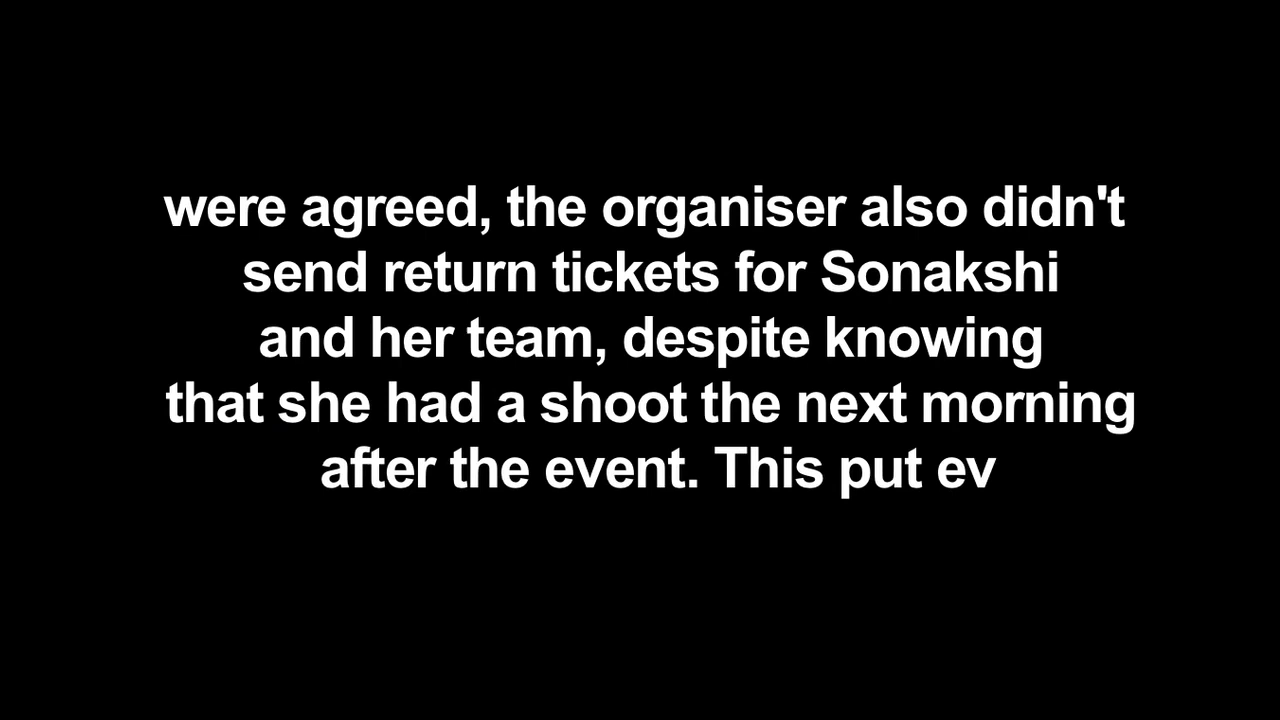 were agreed, the organiser also didn't
send return tickets for Sonakshi
and her team, despite knowing
that she had a shoot the next morning
after the event. This put ev